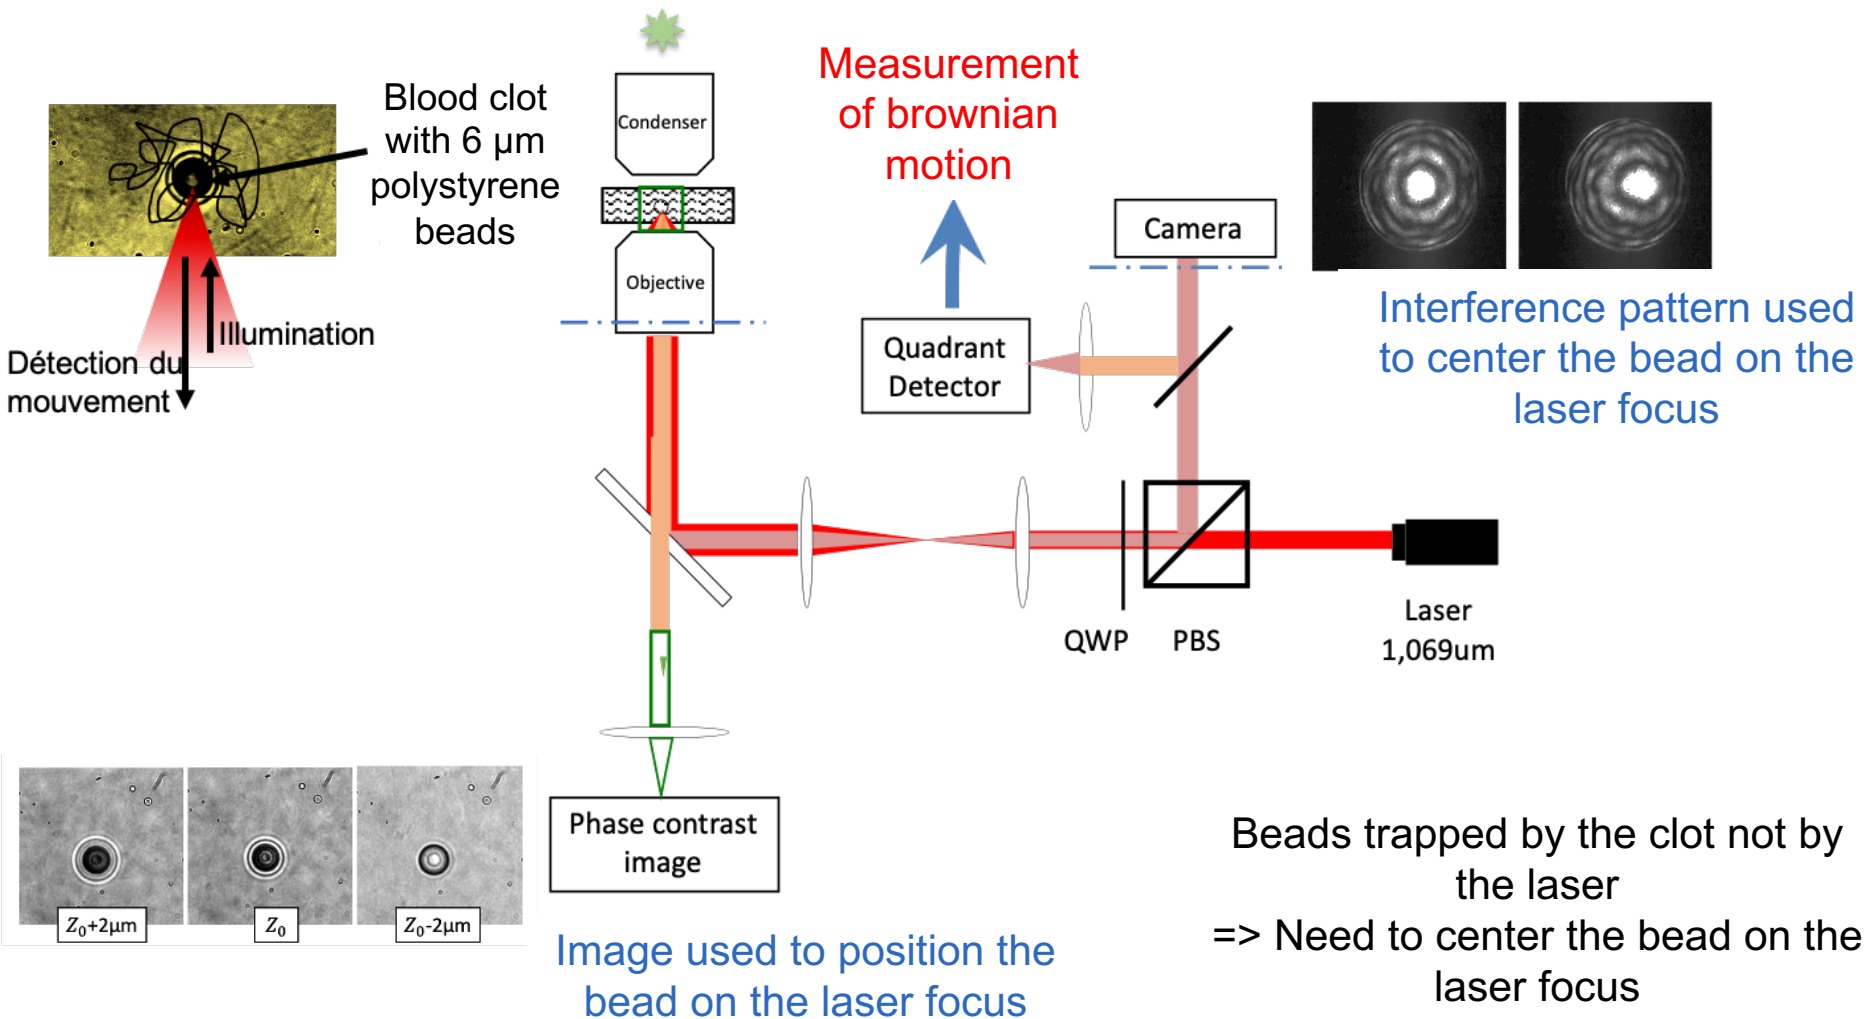 Condenser
Blood clot
with 6 µm
polystyrene
beads
Measurement
of brownian
motion
Objective
Camera
Quadrant
Detector
Illumination
Détection du
mouvement
Interference pattern used
to center the bead on the
laser focus
QWP
PBS
Laser
1,069um
Phase contrast
image
Z₀+2µm
Z₀
Z₀-2µm
Image used to position the
bead on the laser focus
Beads trapped by the clot not by
the laser
=> Need to center the bead on the
laser focus